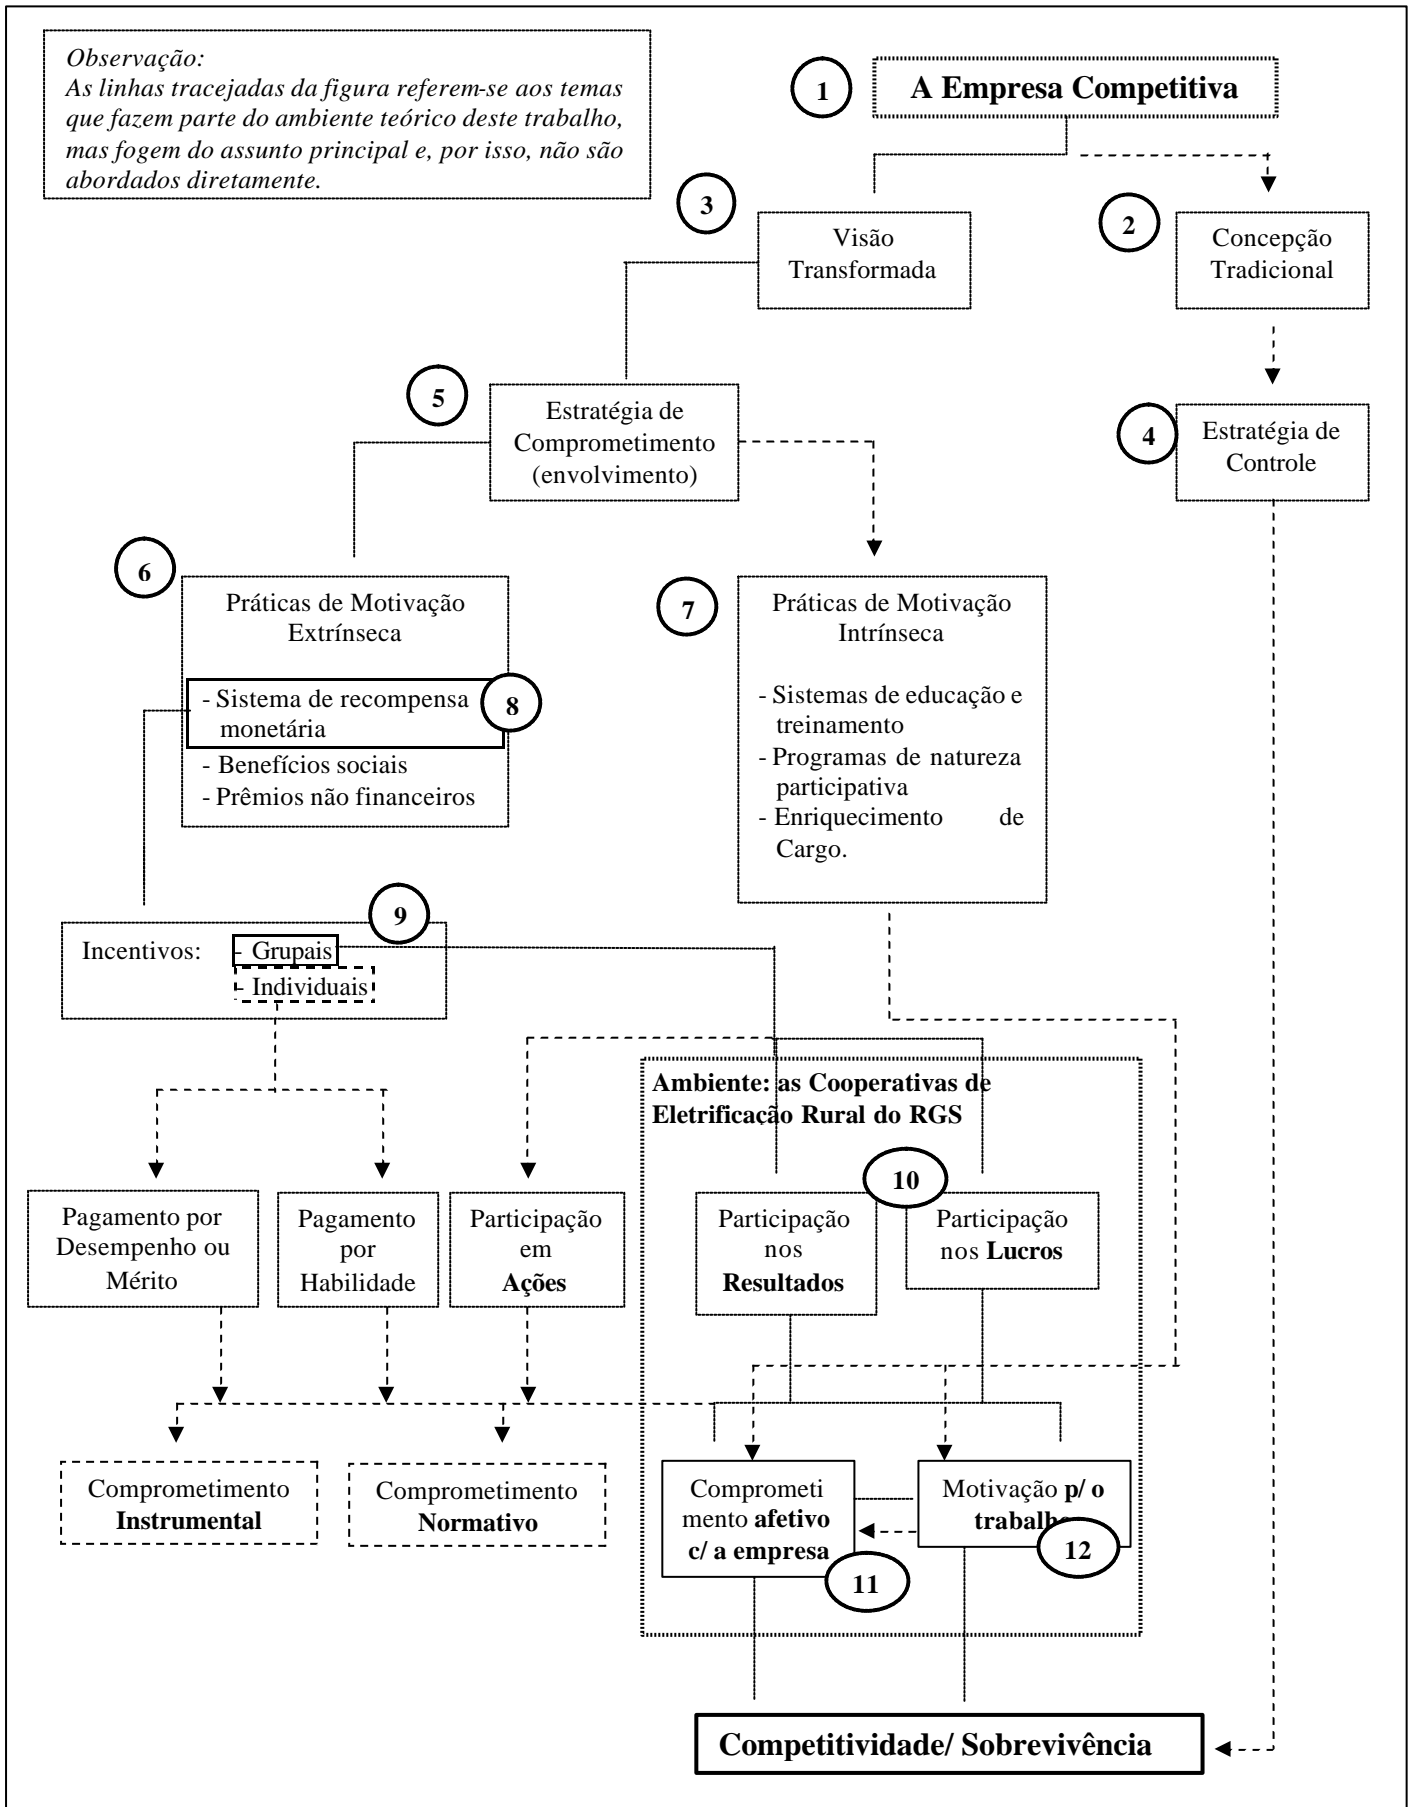 Observação:
As linhas tracejadas da figura referem-se aos temas
que fazem parte do ambiente teórico deste trabalho,
mas fogem do assunto principal e, por isso, não são
abordados diretamente.
1
A Empresa Competitiva
3
Visão
Transformada
2
Concepção
Tradicional
5
Estratégia de
Comprometimento
(envolvimento)
4
Estratégia de
Controle
6
Práticas de Motivação
Extrínseca
- Sistema de recompensa
monetária
8
- Benefícios sociais
- Prêmios não financeiros
7
Práticas de Motivação
Intrínseca
- Sistemas de educação e
treinamento
- Programas de natureza
participativa
- Enriquecimento de
Cargo.
9
Incentivos: - Grupais
- Individuais
Ambiente: as Cooperativas de
Eletrificação Rural do RGS
10
Pagamento por
Desempenho ou
Mérito
Pagamento
por
Habilidade
Participação
em
Ações
Participação
nos
Resultados
Participação
nos Lucros
Comprometimento
Instrumental
Comprometimento
Normativo
Comprometi
mento afetivo
c/ a empresa
11
Motivação p/ o
trabalho
12
Competitividade/ Sobrevivência